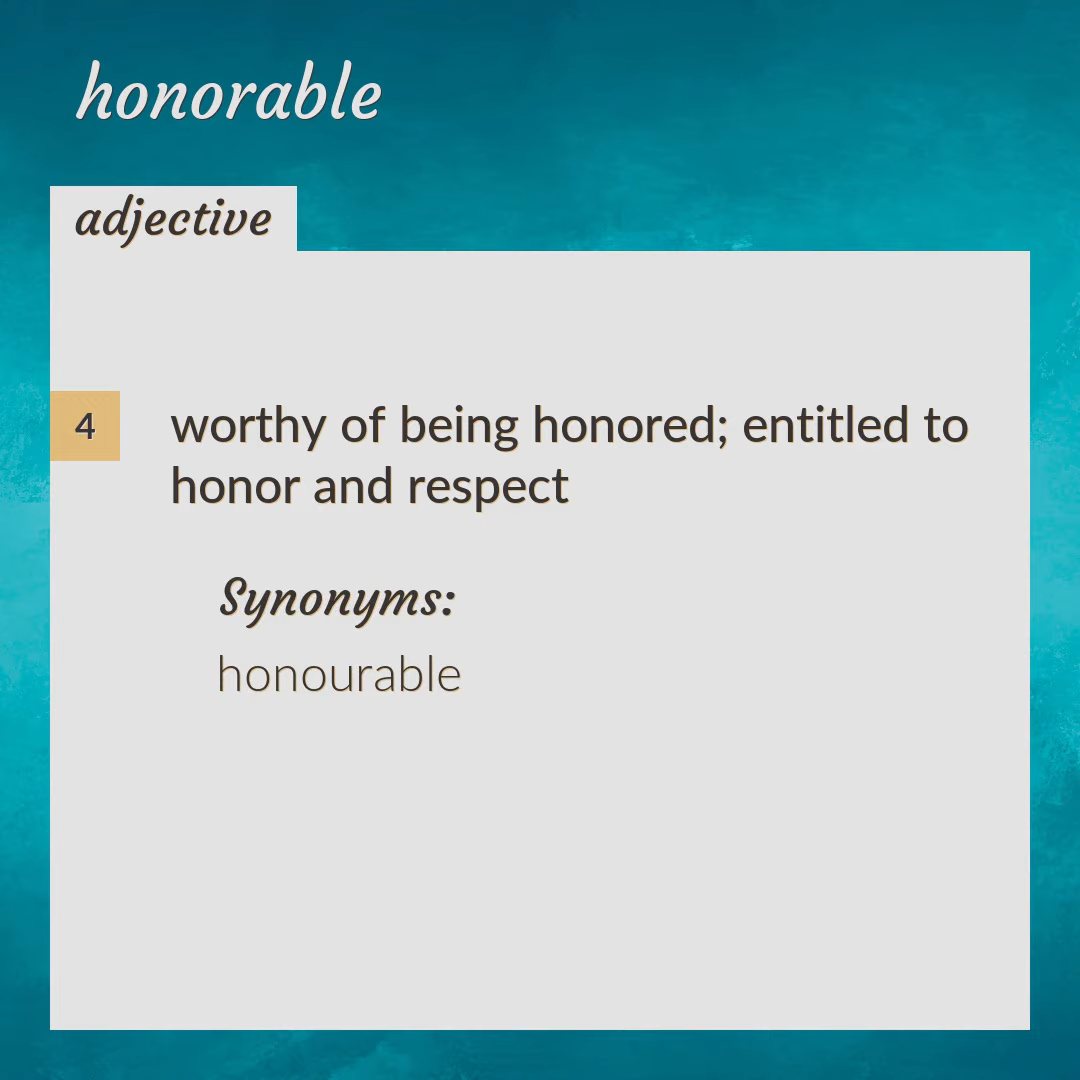 honorable
adjective
4
worthy of being honored; entitled to
honor and respect
Synonyms:
honourable